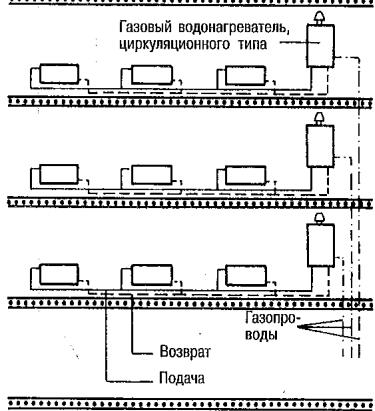 Газовый водонагреватель,
циркуляционного типа
Газопро-
воды
Возврат
Подача